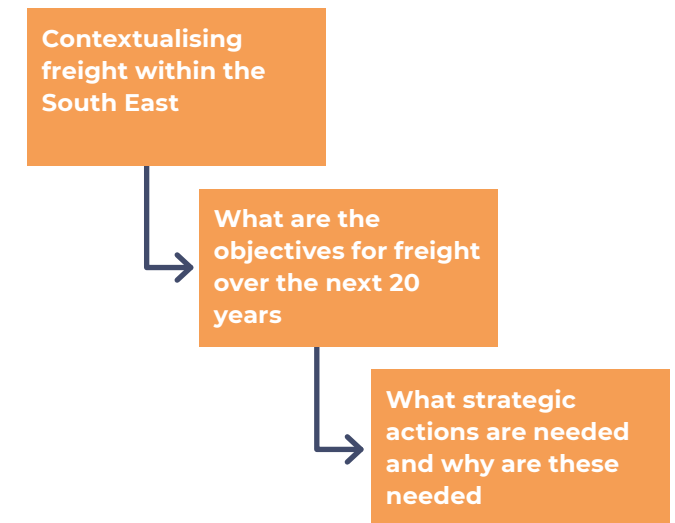 Contextualising
freight within the
South East
What are the
objectives for freight
over the next 20
years
What strategic
actions are needed
and why are these
needed